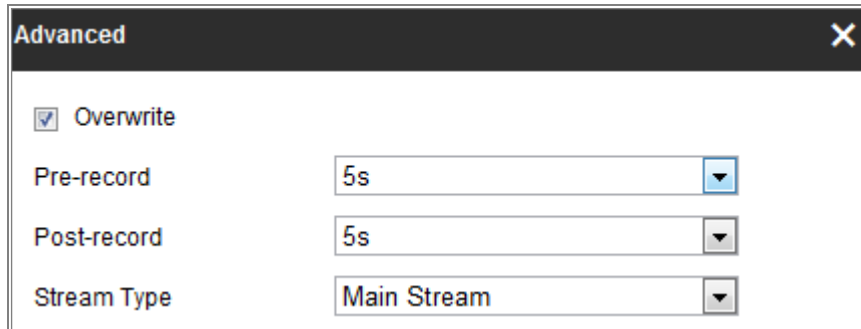 Advanced
Overwrite
Pre-record 5s
Post-record 5s
Stream Type Main Stream